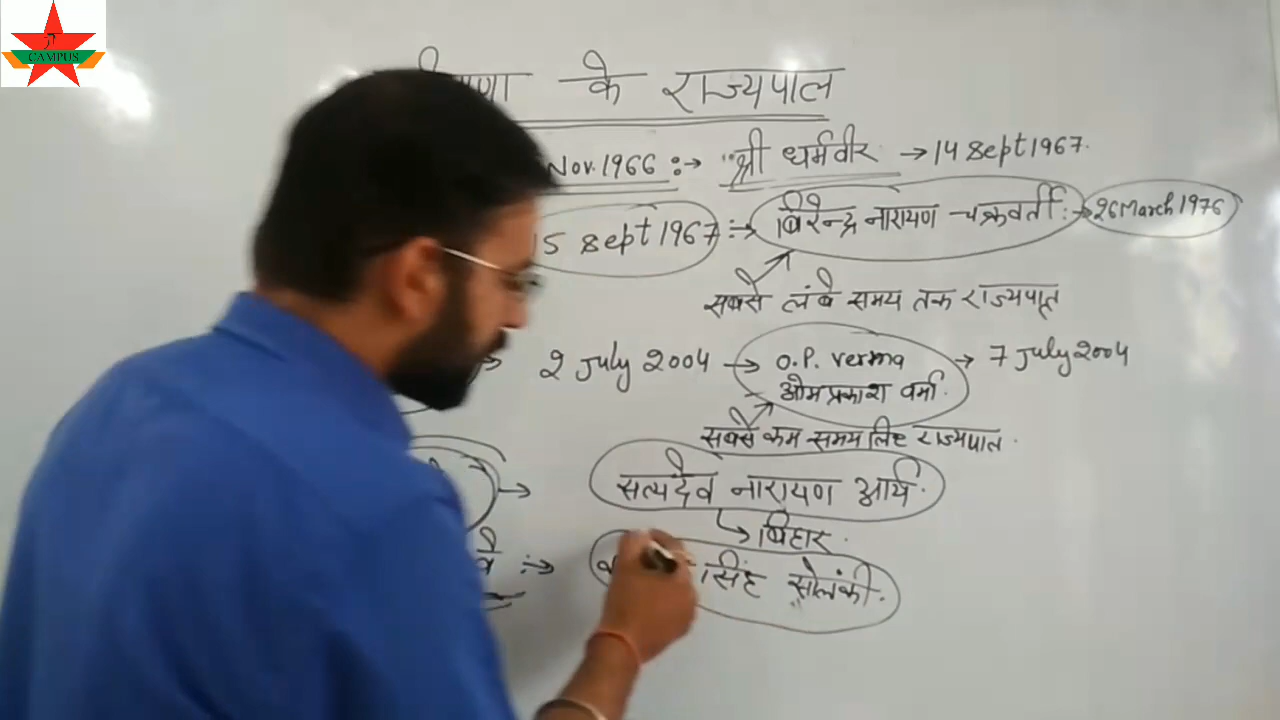 CAMPUS
के राज्यपाल
Nov. 1966 :→ "श्री धर्मवीर → 14 Sept 1967.
15 Sept 1967 :→ बिरेन्द्र नारायण चक्रवर्ती :→ 26 March 1976
सबसे लंबे समय तक राज्यपाल
→ 2 July 2004 → O.P. verma → 7 July 2004
ओमप्रकाश वर्मा.
सबसे कम समय लिए राज्यपाल.
→ सत्यदेव नारायण आर्य.
↳ बिहार.
:→ सिंह सोलंकी.